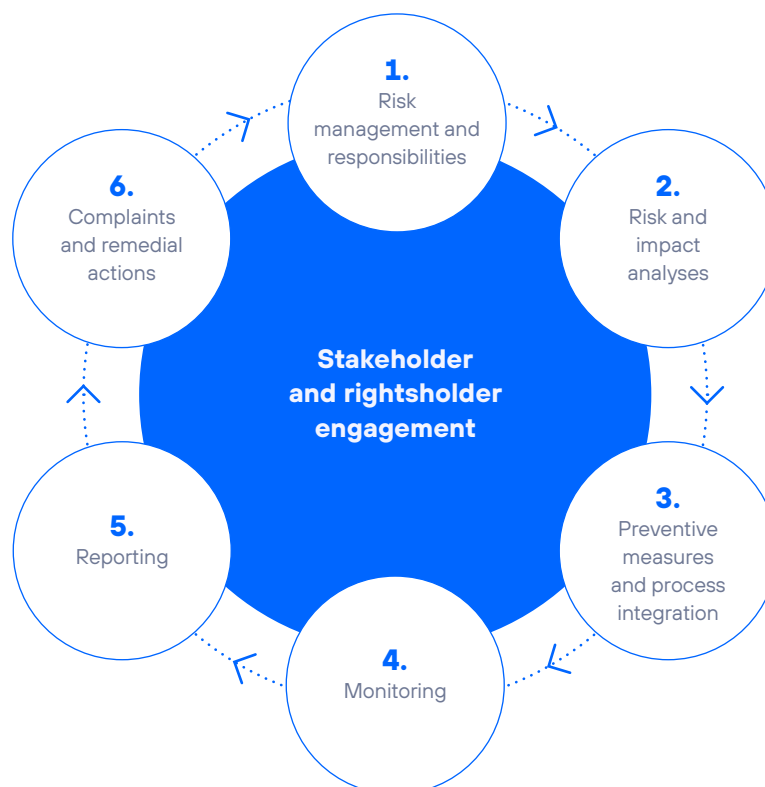 1.
Risk
management and
responsibilities
2.
Risk and
impact
analyses
3.
Preventive
measures
and process
integration
4.
Monitoring
5.
Reporting
6.
Complaints
and remedial
actions
Stakeholder
and rightsholder
engagement